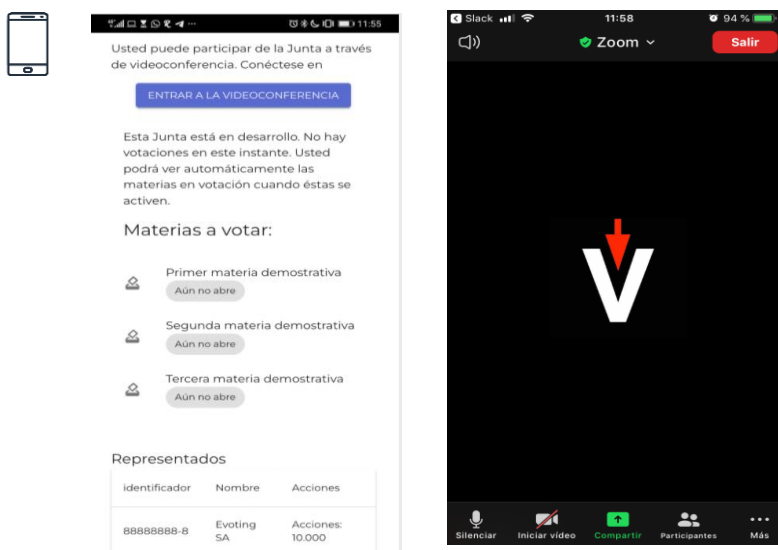 11:55
Usted puede participar de la Junta a través
de videoconferencia. Conéctese en
ENTRAR A LA VIDEOCONFERENCIA
Esta Junta está en desarrollo. No hay
votaciones en este instante. Usted
podrá ver automáticamente las
materias en votación cuando éstas se
activen.
Materias a votar:
Primer materia demostrativa
Aún no abre
Segunda materia demostrativa
Aún no abre
Tercera materia demostrativa
Aún no abre
Representados
identificador Nombre Acciones
88888888-8 Evoting Acciones:
SA 10.000
Slack 11:58 94 %
Zoom Salir
V
Silenciar Iniciar vídeo Compartir Participantes Más